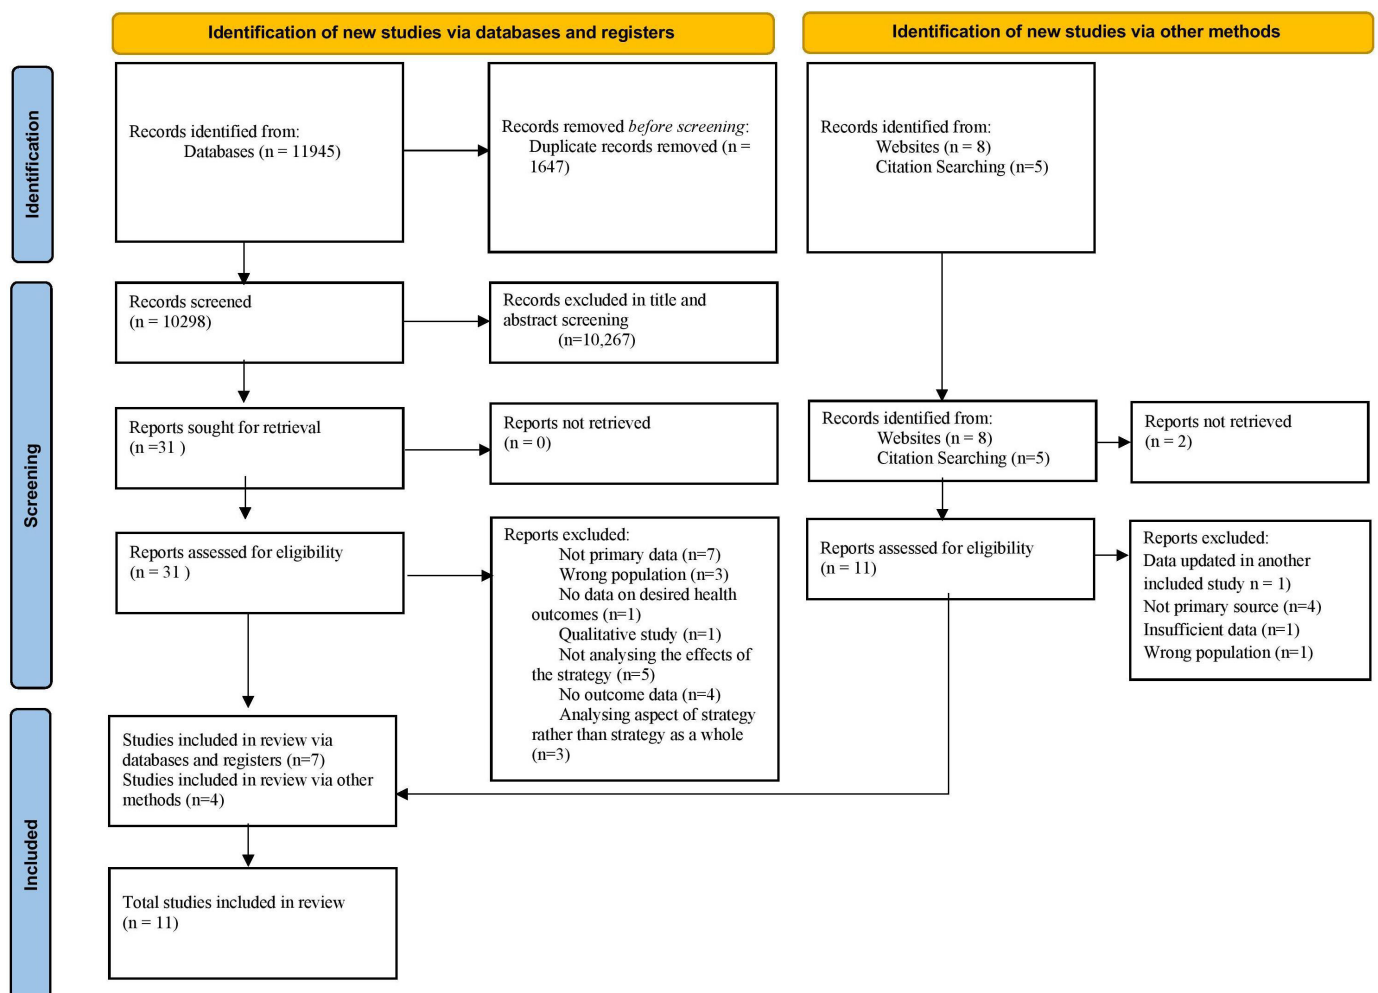 Identification of new studies via databases and registers
Identification of new studies via other methods
Identification
Records identified from:
Databases (n = 11945)
Records removed before screening:
Duplicate records removed (n =
1647)
Records identified from:
Websites (n = 8)
Citation Searching (n=5)
Screening
Records screened
(n = 10298)
Records excluded in title and
abstract screening
(n=10,267)
Reports sought for retrieval
(n =31 )
Reports not retrieved
(n = 0)
Records identified from:
Websites (n = 8)
Citation Searching (n=5)
Reports not retrieved
(n = 2)
Reports assessed for eligibility
(n = 31 )
Reports excluded:
Not primary data (n=7)
Wrong population (n=3)
No data on desired health
outcomes (n=1)
Qualitative study (n=1)
Not analysing the effects of
the strategy (n=5)
No outcome data (n=4)
Analysing aspect of strategy
rather than strategy as a whole
(n=3)
Reports assessed for eligibility
(n = 11)
Reports excluded:
Data updated in another
included study n = 1)
Not primary source (n=4)
Insufficient data (n=1)
Wrong population (n=1)
Included
Studies included in review via
databases and registers (n=7)
Studies included in review via other
methods (n=4)
Total studies included in review
(n = 11)